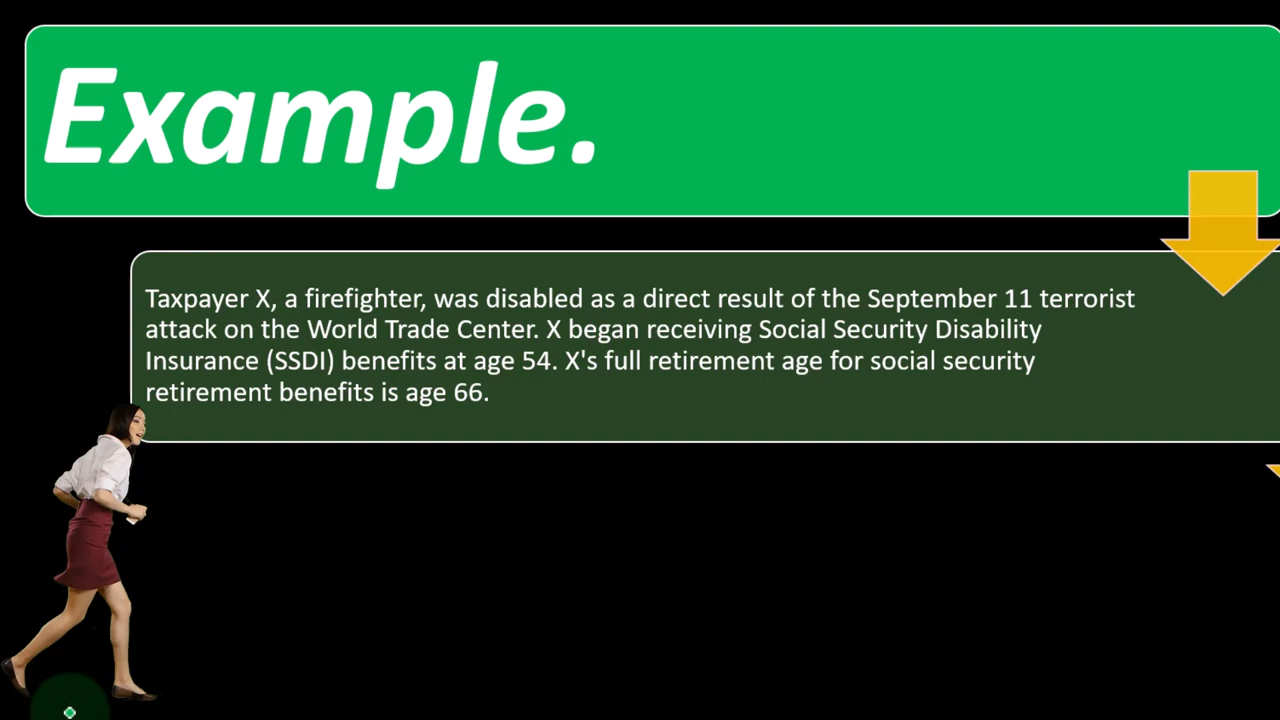 Example.
Taxpayer X, a firefighter, was disabled as a direct result of the September 11 terrorist
attack on the World Trade Center. X began receiving Social Security Disability
Insurance (SSDI) benefits at age 54. X's full retirement age for social security
retirement benefits is age 66.